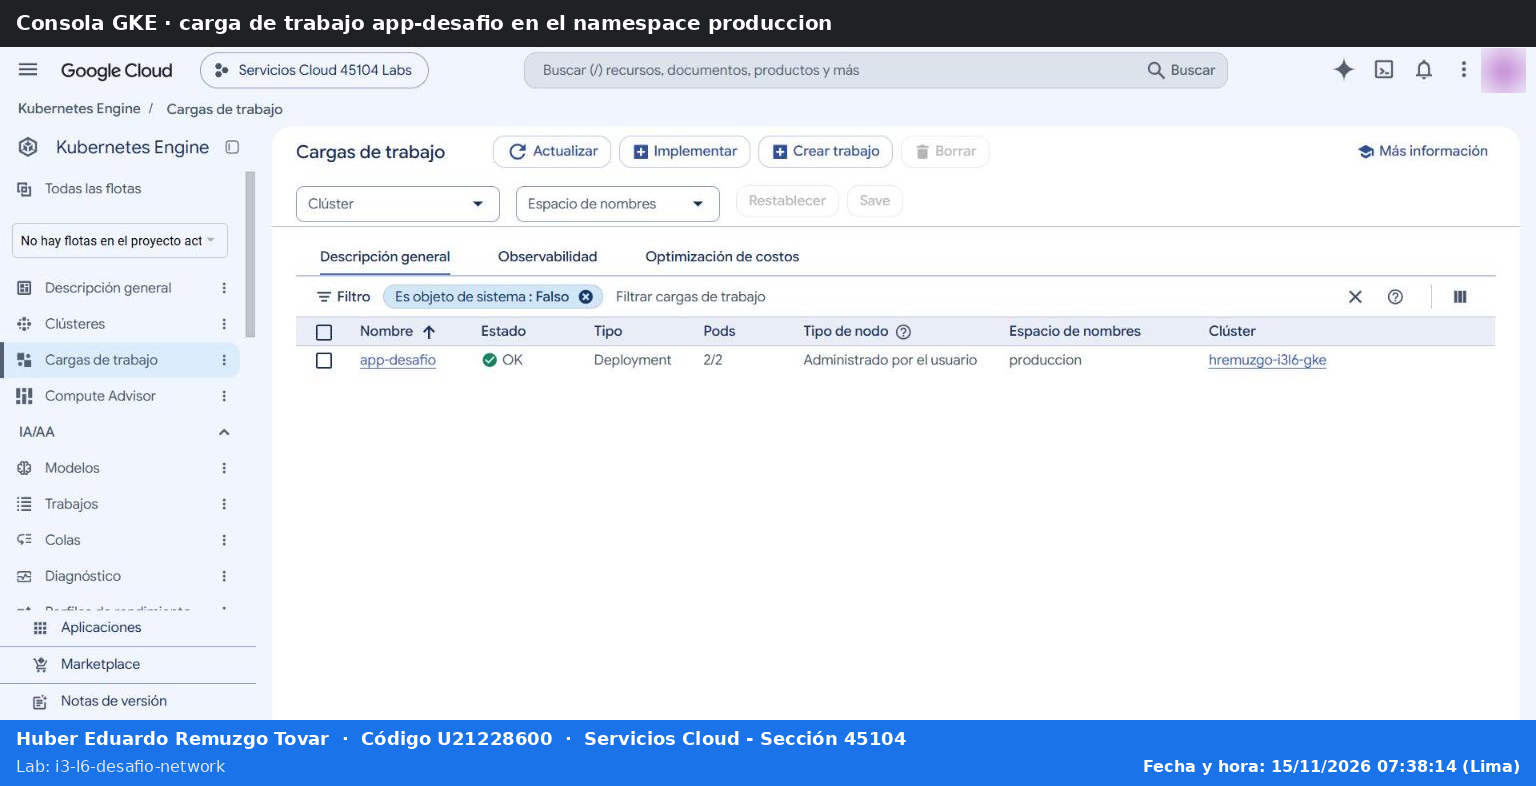 Consola GKE · carga de trabajo app-desafio en el namespace produccion
Google Cloud
Servicios Cloud 45104 Labs
Buscar (/) recursos, documentos, productos y más
Buscar
Kubernetes Engine / Cargas de trabajo
Kubernetes Engine
Todas las flotas
No hay flotas en el proyecto act
Descripción general
Clústeres
Cargas de trabajo
Compute Advisor
IA/AA
Modelos
Trabajos
Colas
Diagnóstico
Perfiles de rendimiento
Aplicaciones
Marketplace
Notas de versión
Cargas de trabajo
Actualizar
Implementar
Crear trabajo
Borrar
Más información
Clúster
Espacio de nombres
Restablecer
Save
Descripción general
Observabilidad
Optimización de costos
Filtro
Es objeto de sistema : Falso
Filtrar cargas de trabajo
Nombre Estado Tipo Pods Tipo de nodo Espacio de nombres Clúster
app-desafio OK Deployment 2/2 Administrado por el usuario produccion hremuzgo-i3l6-gke
Huber Eduardo Remuzgo Tovar · Código U21228600 · Servicios Cloud - Sección 45104
Lab: i3-l6-desafio-network
Fecha y hora: 15/11/2026 07:38:14 (Lima)